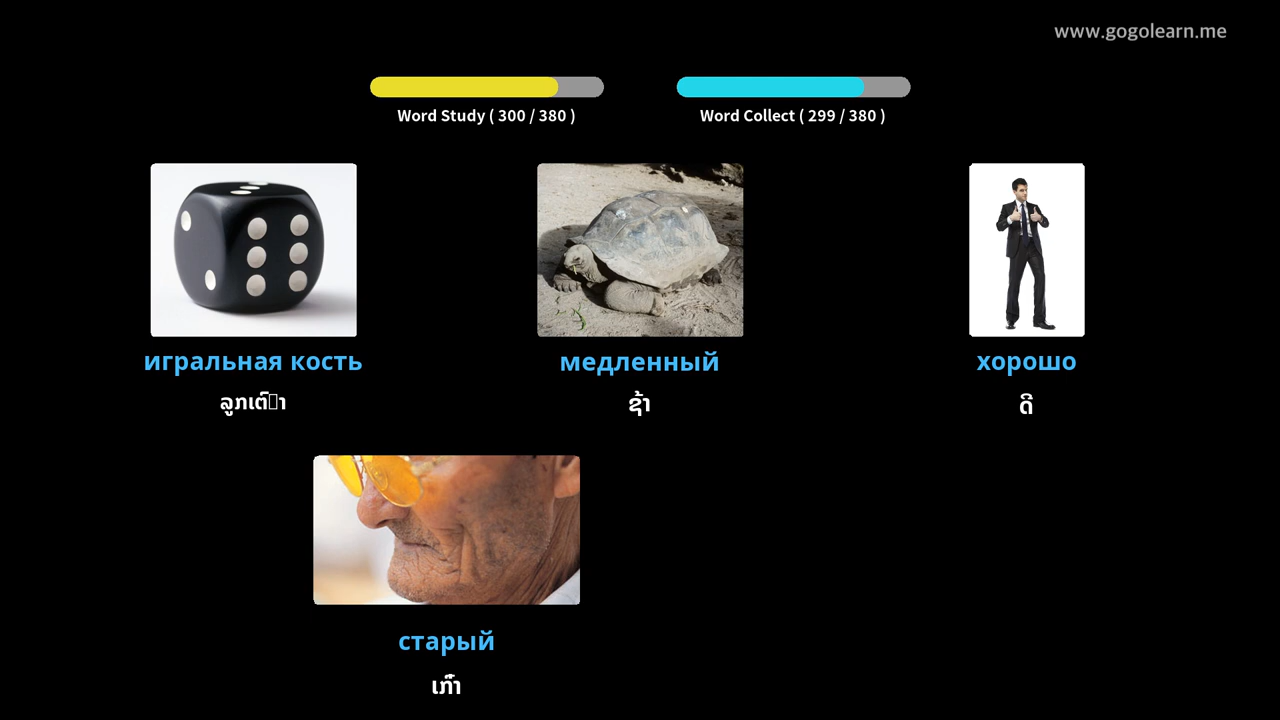 www.gogolearn.me
Word Study ( 300 / 380 )
Word Collect ( 299 / 380 )
игральная кость
медленный
хорошо
ຊ້າ
ດີ
старый
ເກົ່າ